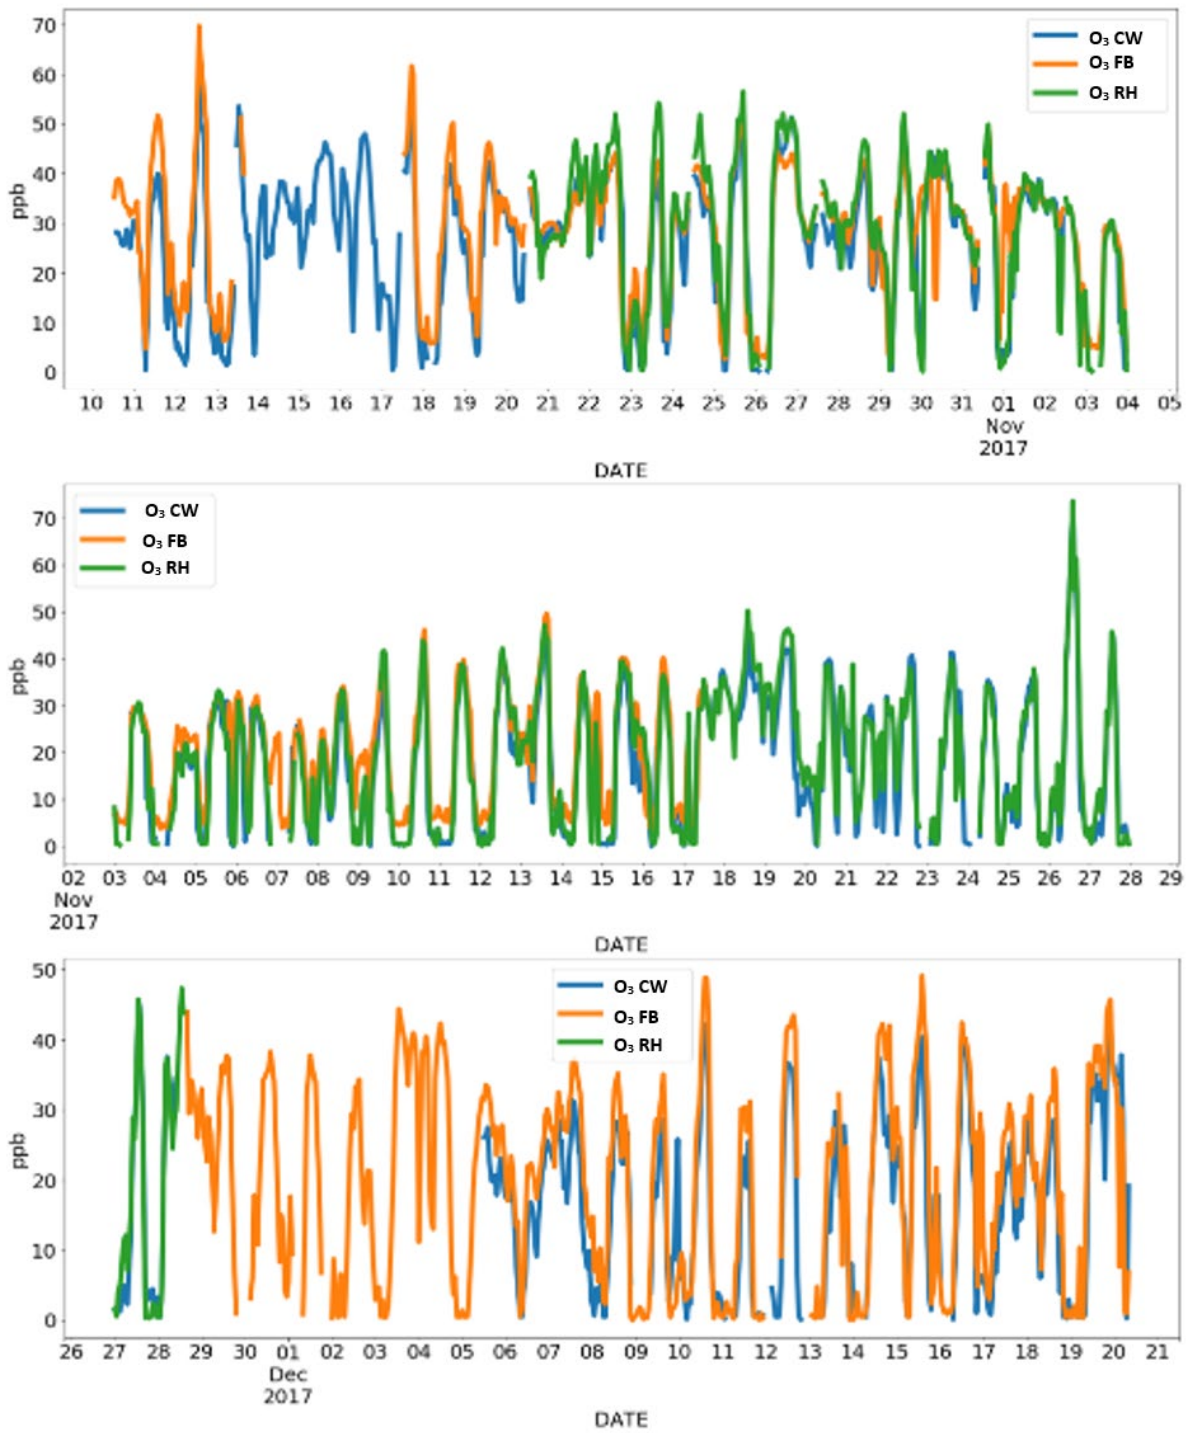 70
60
50
40
30
20
10
0
ppb
O₃ CW
O₃ FB
O₃ RH
10 11 12 13 14 15 16 17 18 19 20 21 22 23 24 25 26 27 28 29 30 31 01 02 03 04 05
Nov
2017
DATE
70
60
50
40
30
20
10
0
ppb
O₃ CW
O₃ FB
O₃ RH
02 03 04 05 06 07 08 09 10 11 12 13 14 15 16 17 18 19 20 21 22 23 24 25 26 27 28 29
Nov
2017
DATE
50
40
30
20
10
0
ppb
O₃ CW
O₃ FB
O₃ RH
26 27 28 29 30 01 02 03 04 05 06 07 08 09 10 11 12 13 14 15 16 17 18 19 20 21
Dec
2017
DATE